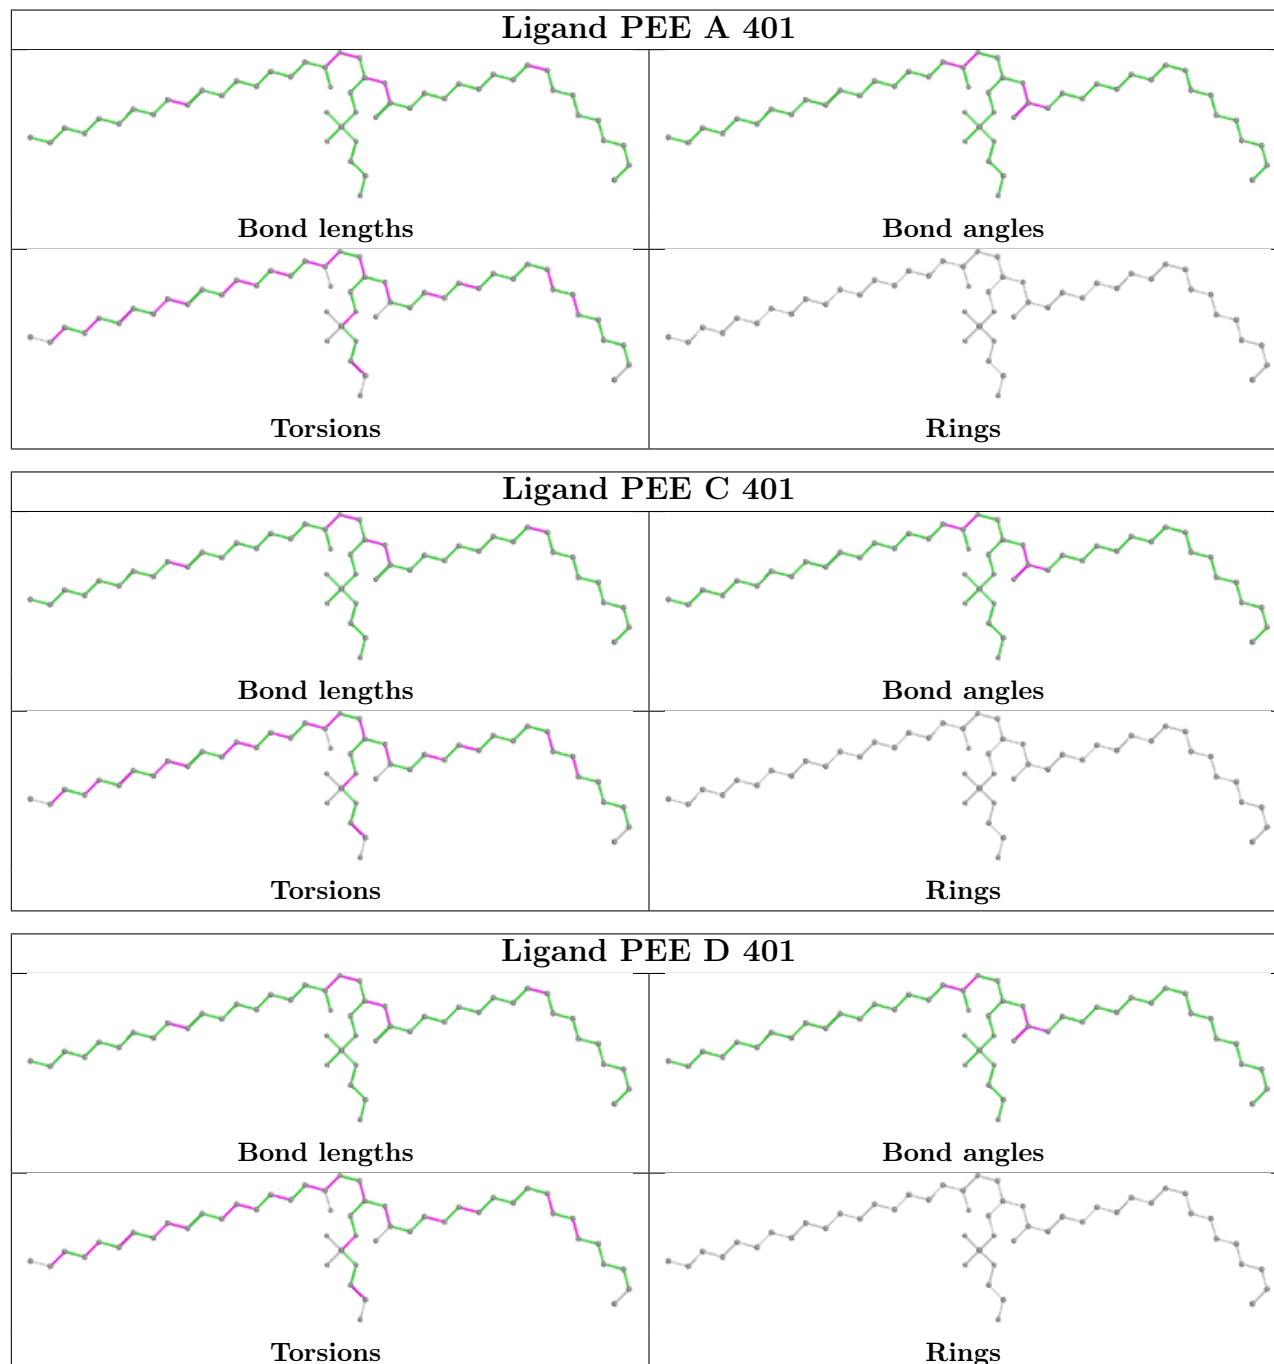 Ligand PEE A 401
Bond lengths
Bond angles
Torsions
Rings
Ligand PEE C 401
Bond lengths
Bond angles
Torsions
Rings
Ligand PEE D 401
Bond lengths
Bond angles
Torsions
Rings